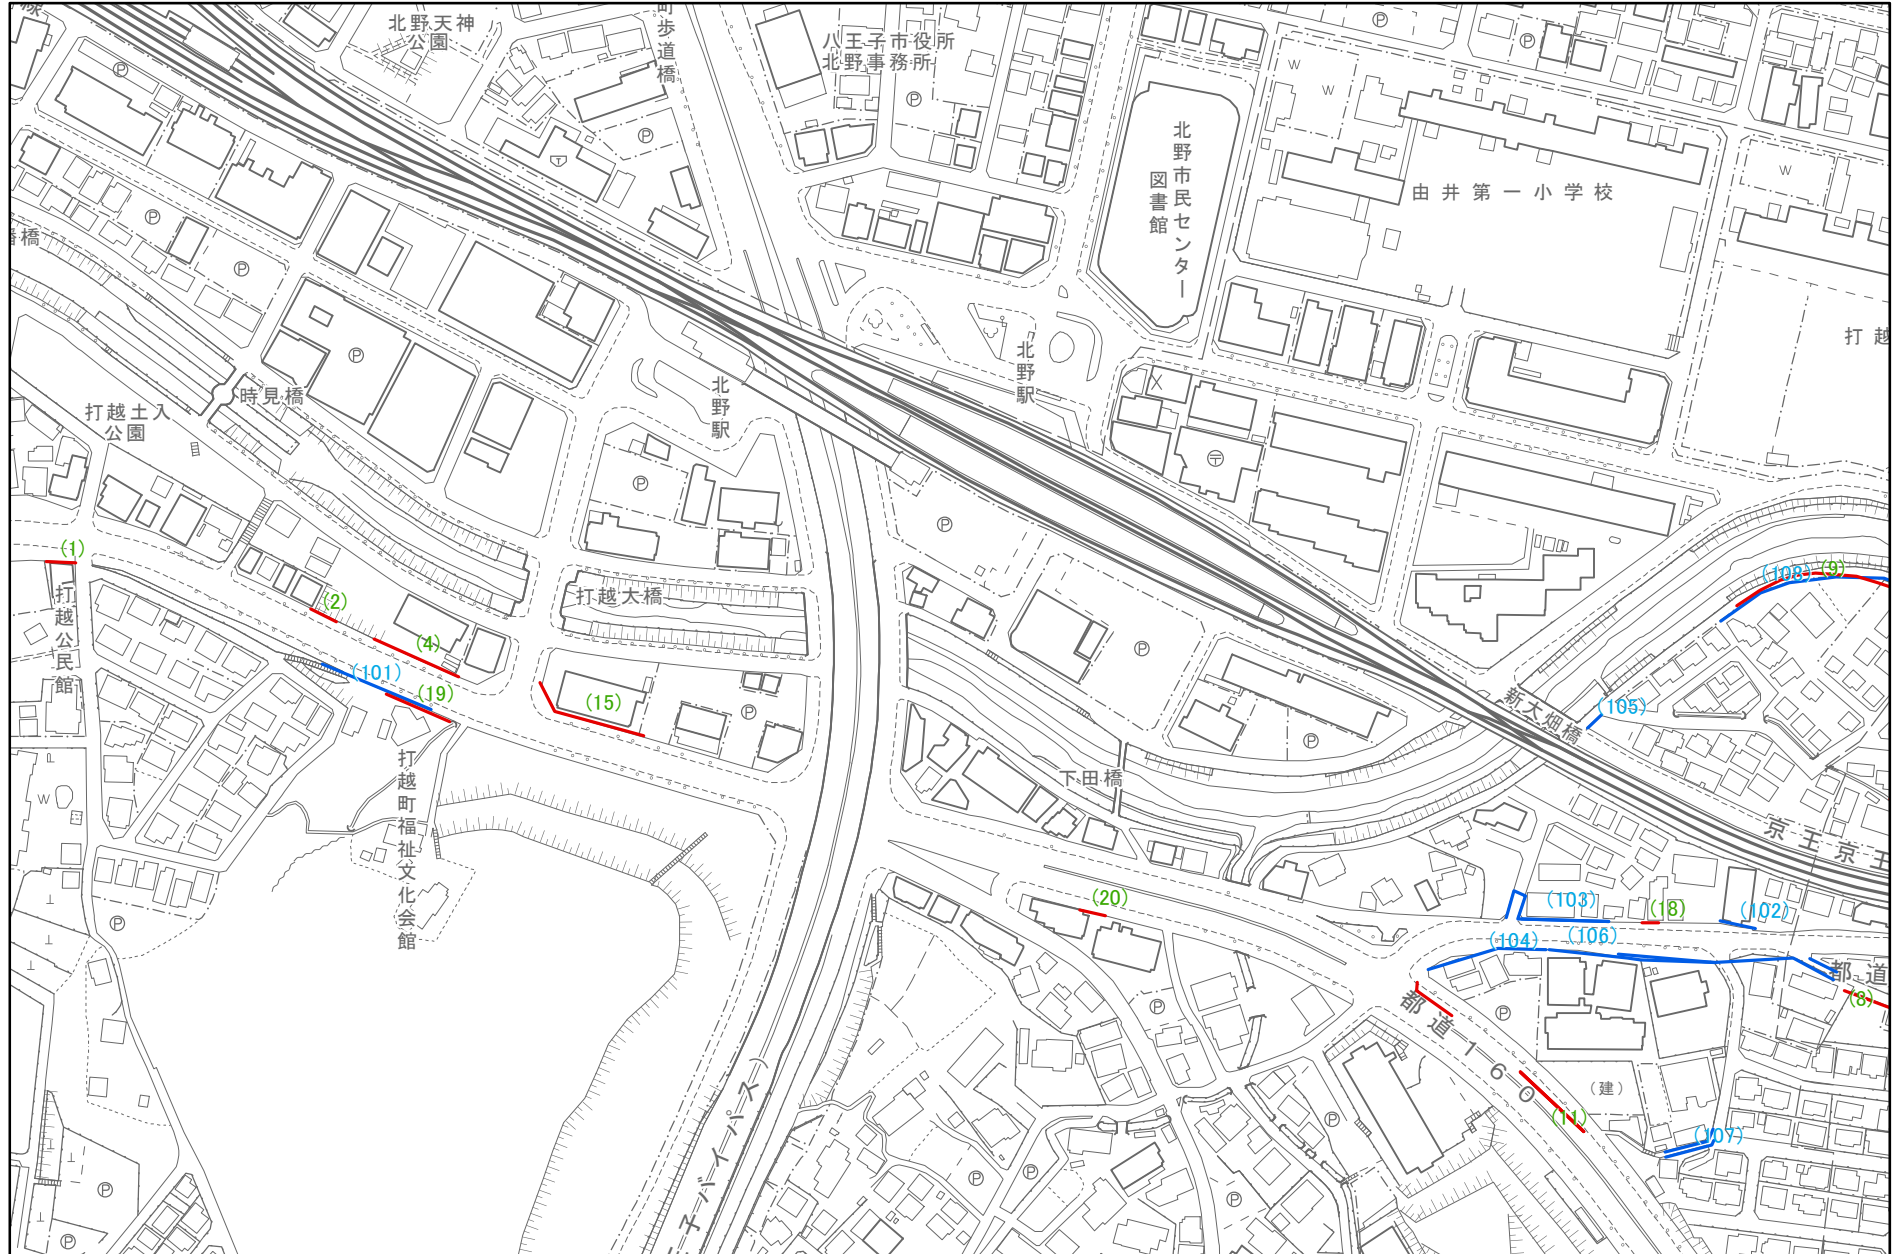 線
北野天神
公園
町歩道橋
八王子市役所
北野事務所
北野市民センター
図書館
由井第一小学校
番橋
打越
時見橋
打越土入
公園
北野駅
北野駅
(1)
打越公民館
(2)
(4)
打越大橋
(101)
(19)
(15)
(108)
(9)
新大畑橋
(105)
打越町福祉文化会館
下田橋
京王京王
(20)
(103)
(18)
(102)
(104)
(106)
都道
(8)
都道160
(建)
(11)
(107)
子バイパス)